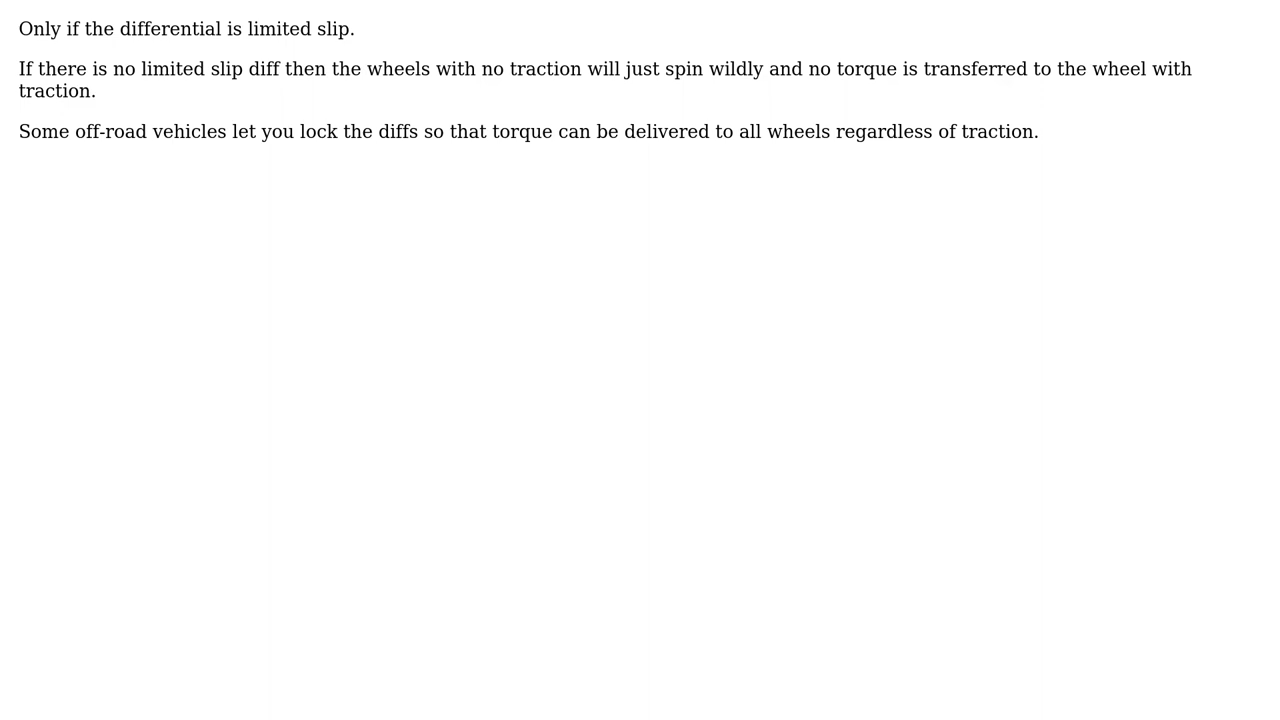 Only if the differential is limited slip.
If there is no limited slip diff then the wheels with no traction will just spin wildly and no torque is transferred to the wheel with
traction.
Some off-road vehicles let you lock the diffs so that torque can be delivered to all wheels regardless of traction.